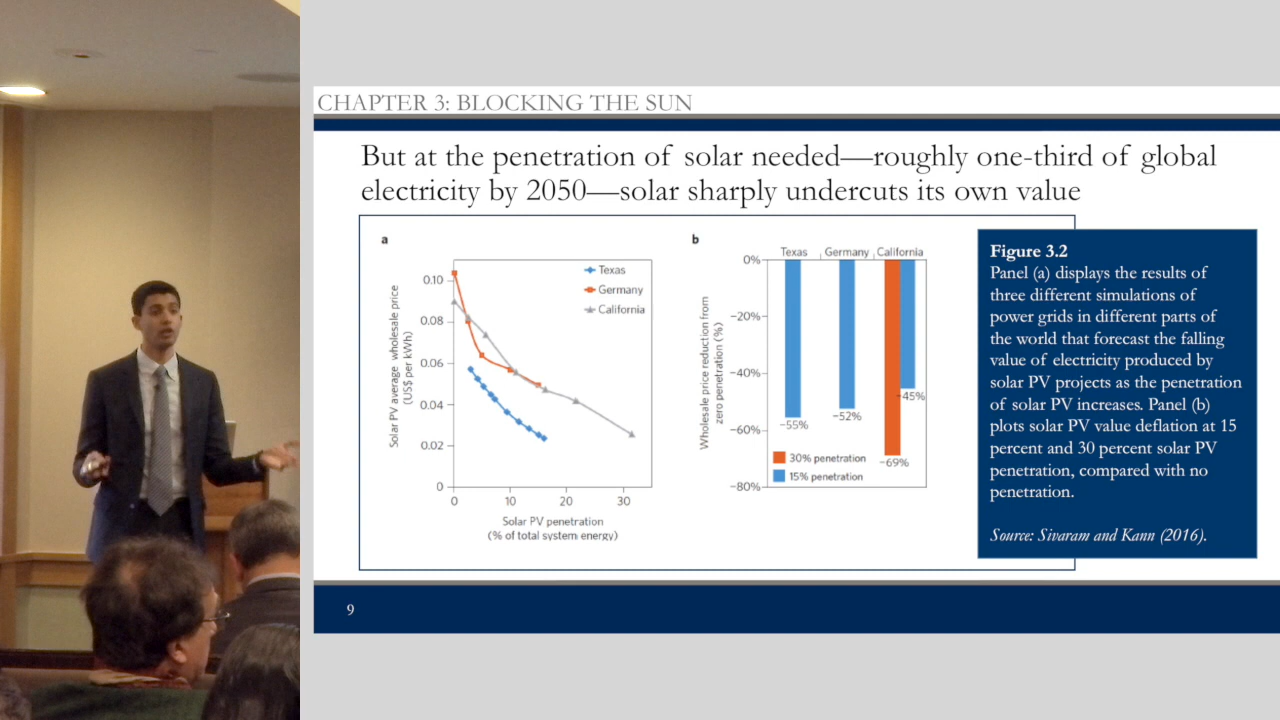 CHAPTER 3: BLOCKING THE SUN
But at the penetration of solar needed—roughly one-third of global
electricity by 2050—solar sharply undercuts its own value
a
Solar PV average wholesale price
(US$ per kWh)
0.10
0.08
0.06
0.04
0.02
0
0 10 20 30
Solar PV penetration
(% of total system energy)
Texas
Germany
California
b
Wholesale price reduction from
zero penetration (%)
Texas Germany California
0%
−20%
−40%
−60%
−80%
−55%
−52%
−69%
−45%
30% penetration
15% penetration
Figure 3.2
Panel (a) displays the results of
three different simulations of
power grids in different parts of
the world that forecast the falling
value of electricity produced by
solar PV projects as the penetration
of solar PV increases. Panel (b)
plots solar PV value deflation at 15
percent and 30 percent solar PV
penetration, compared with no
penetration.
Source: Sivaram and Kann (2016).
9